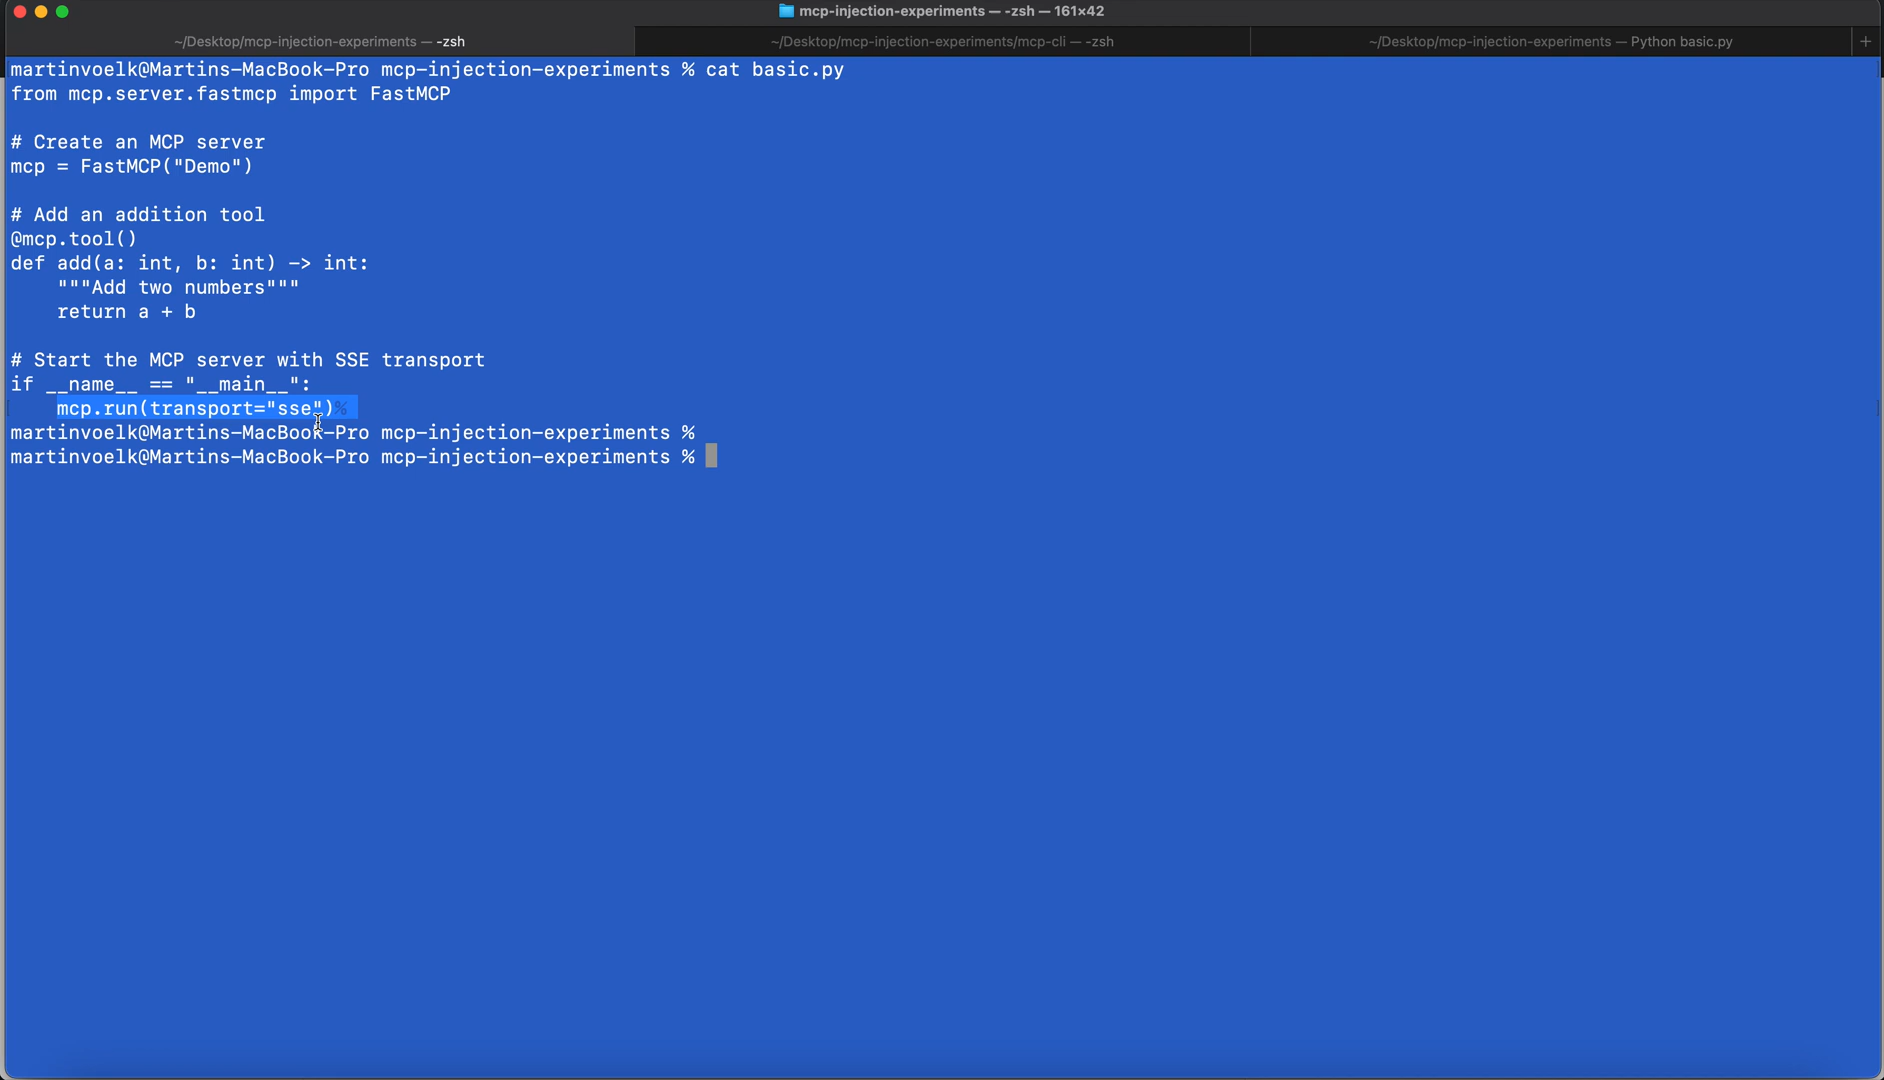 mcp-injection-experiments — -zsh — 161×42
~/Desktop/mcp-injection-experiments — -zsh
~/Desktop/mcp-injection-experiments/mcp-cli — -zsh
~/Desktop/mcp-injection-experiments — Python basic.py
+
martinvoelk@Martins-MacBook-Pro mcp-injection-experiments % cat basic.py
from mcp.server.fastmcp import FastMCP

# Create an MCP server
mcp = FastMCP("Demo")

# Add an addition tool
@mcp.tool()
def add(a: int, b: int) -> int:
    """Add two numbers"""
    return a + b

# Start the MCP server with SSE transport
if __name__ == "__main__":
    mcp.run(transport="sse")%
martinvoelk@Martins-MacBook-Pro mcp-injection-experiments %
martinvoelk@Martins-MacBook-Pro mcp-injection-experiments %